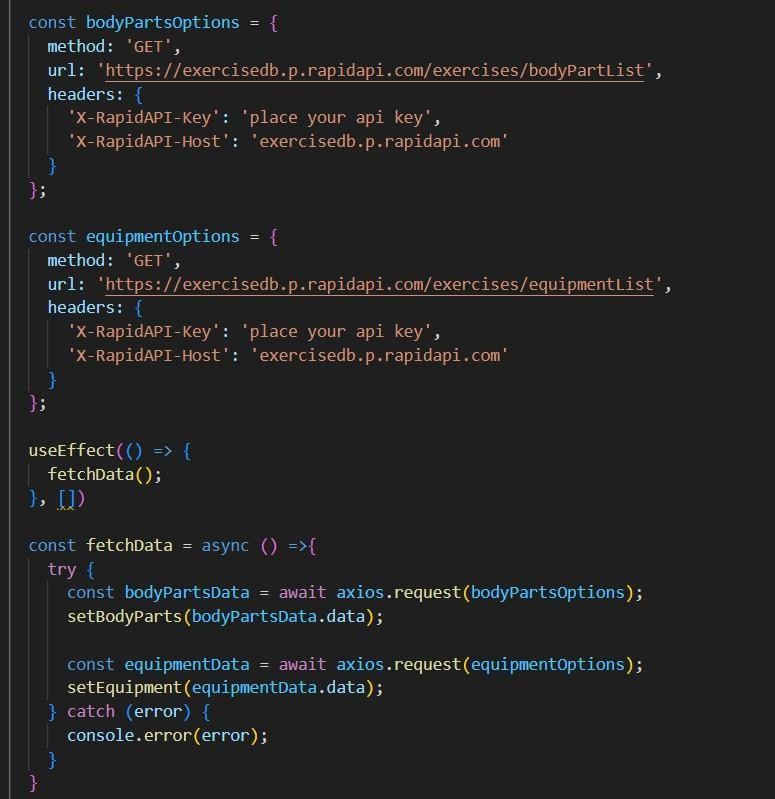 const bodyPartsOptions = {
  method: 'GET',
  url: 'https://exercisedb.p.rapidapi.com/exercises/bodyPartList',
  headers: {
    'X-RapidAPI-Key': 'place your api key',
    'X-RapidAPI-Host': 'exercisedb.p.rapidapi.com'
  }
};

const equipmentOptions = {
  method: 'GET',
  url: 'https://exercisedb.p.rapidapi.com/exercises/equipmentList',
  headers: {
    'X-RapidAPI-Key': 'place your api key',
    'X-RapidAPI-Host': 'exercisedb.p.rapidapi.com'
  }
};

useEffect(() => {
  fetchData();
}, [])

const fetchData = async () =>{
  try {
    const bodyPartsData = await axios.request(bodyPartsOptions);
    setBodyParts(bodyPartsData.data);

    const equipmentData = await axios.request(equipmentOptions);
    setEquipment(equipmentData.data);
  } catch (error) {
    console.error(error);
  }
}